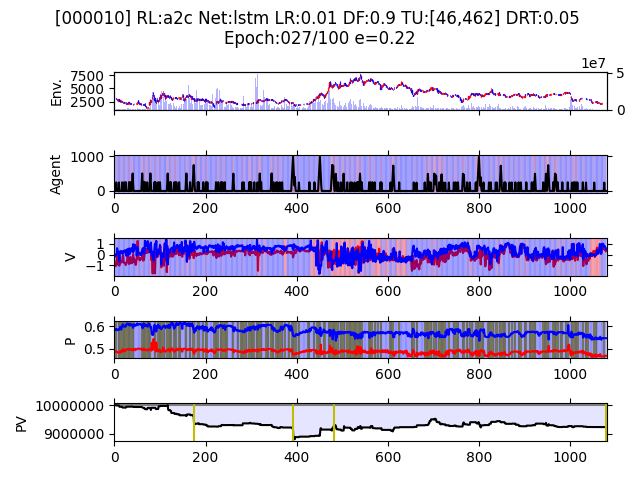 [000010] RL:a2c Net:lstm LR:0.01 DF:0.9 TU:[46,462] DRT:0.05
Epoch:027/100 e=0.22
1e7
Env.
7500
5000
2500
5
0
Agent
1000
0
0 200 400 600 800 1000
V
1
0
−1
0 200 400 600 800 1000
P
0.6
0.5
0 200 400 600 800 1000
PV
10000000
9000000
0 200 400 600 800 1000